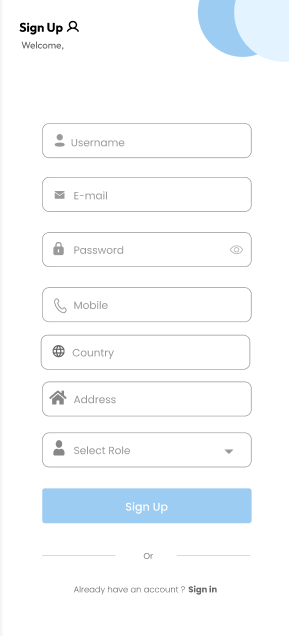 Sign Up
Welcome,
Username
E-mail
Password
Mobile
Country
Address
Select Role
Sign Up
Or
Already have an account ? Sign in